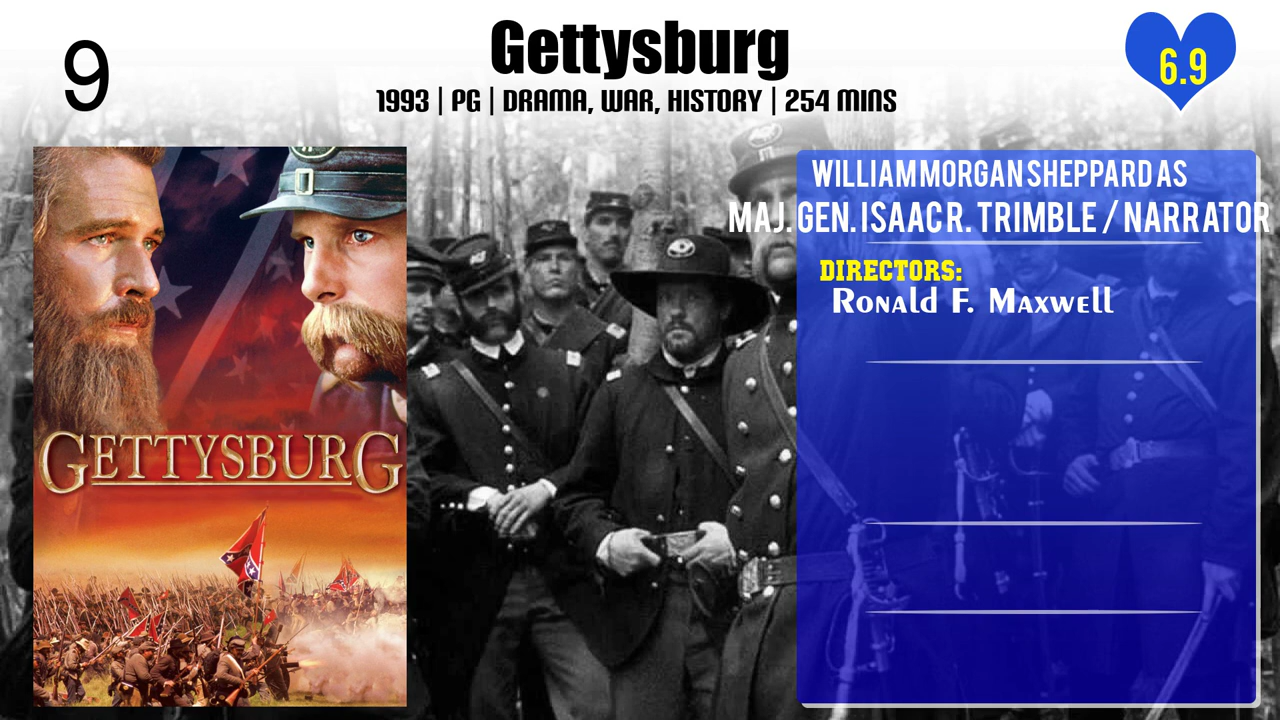 9
Gettysburg
1993 | PG | DRAMA, WAR, HISTORY | 254 MINS
6.9
WILLIAM MORGAN SHEPPARD AS
MAJ. GEN. ISAAC R. TRIMBLE / NARRATOR
DIRECTORS:
Ronald F. Maxwell
GETTYSBURG